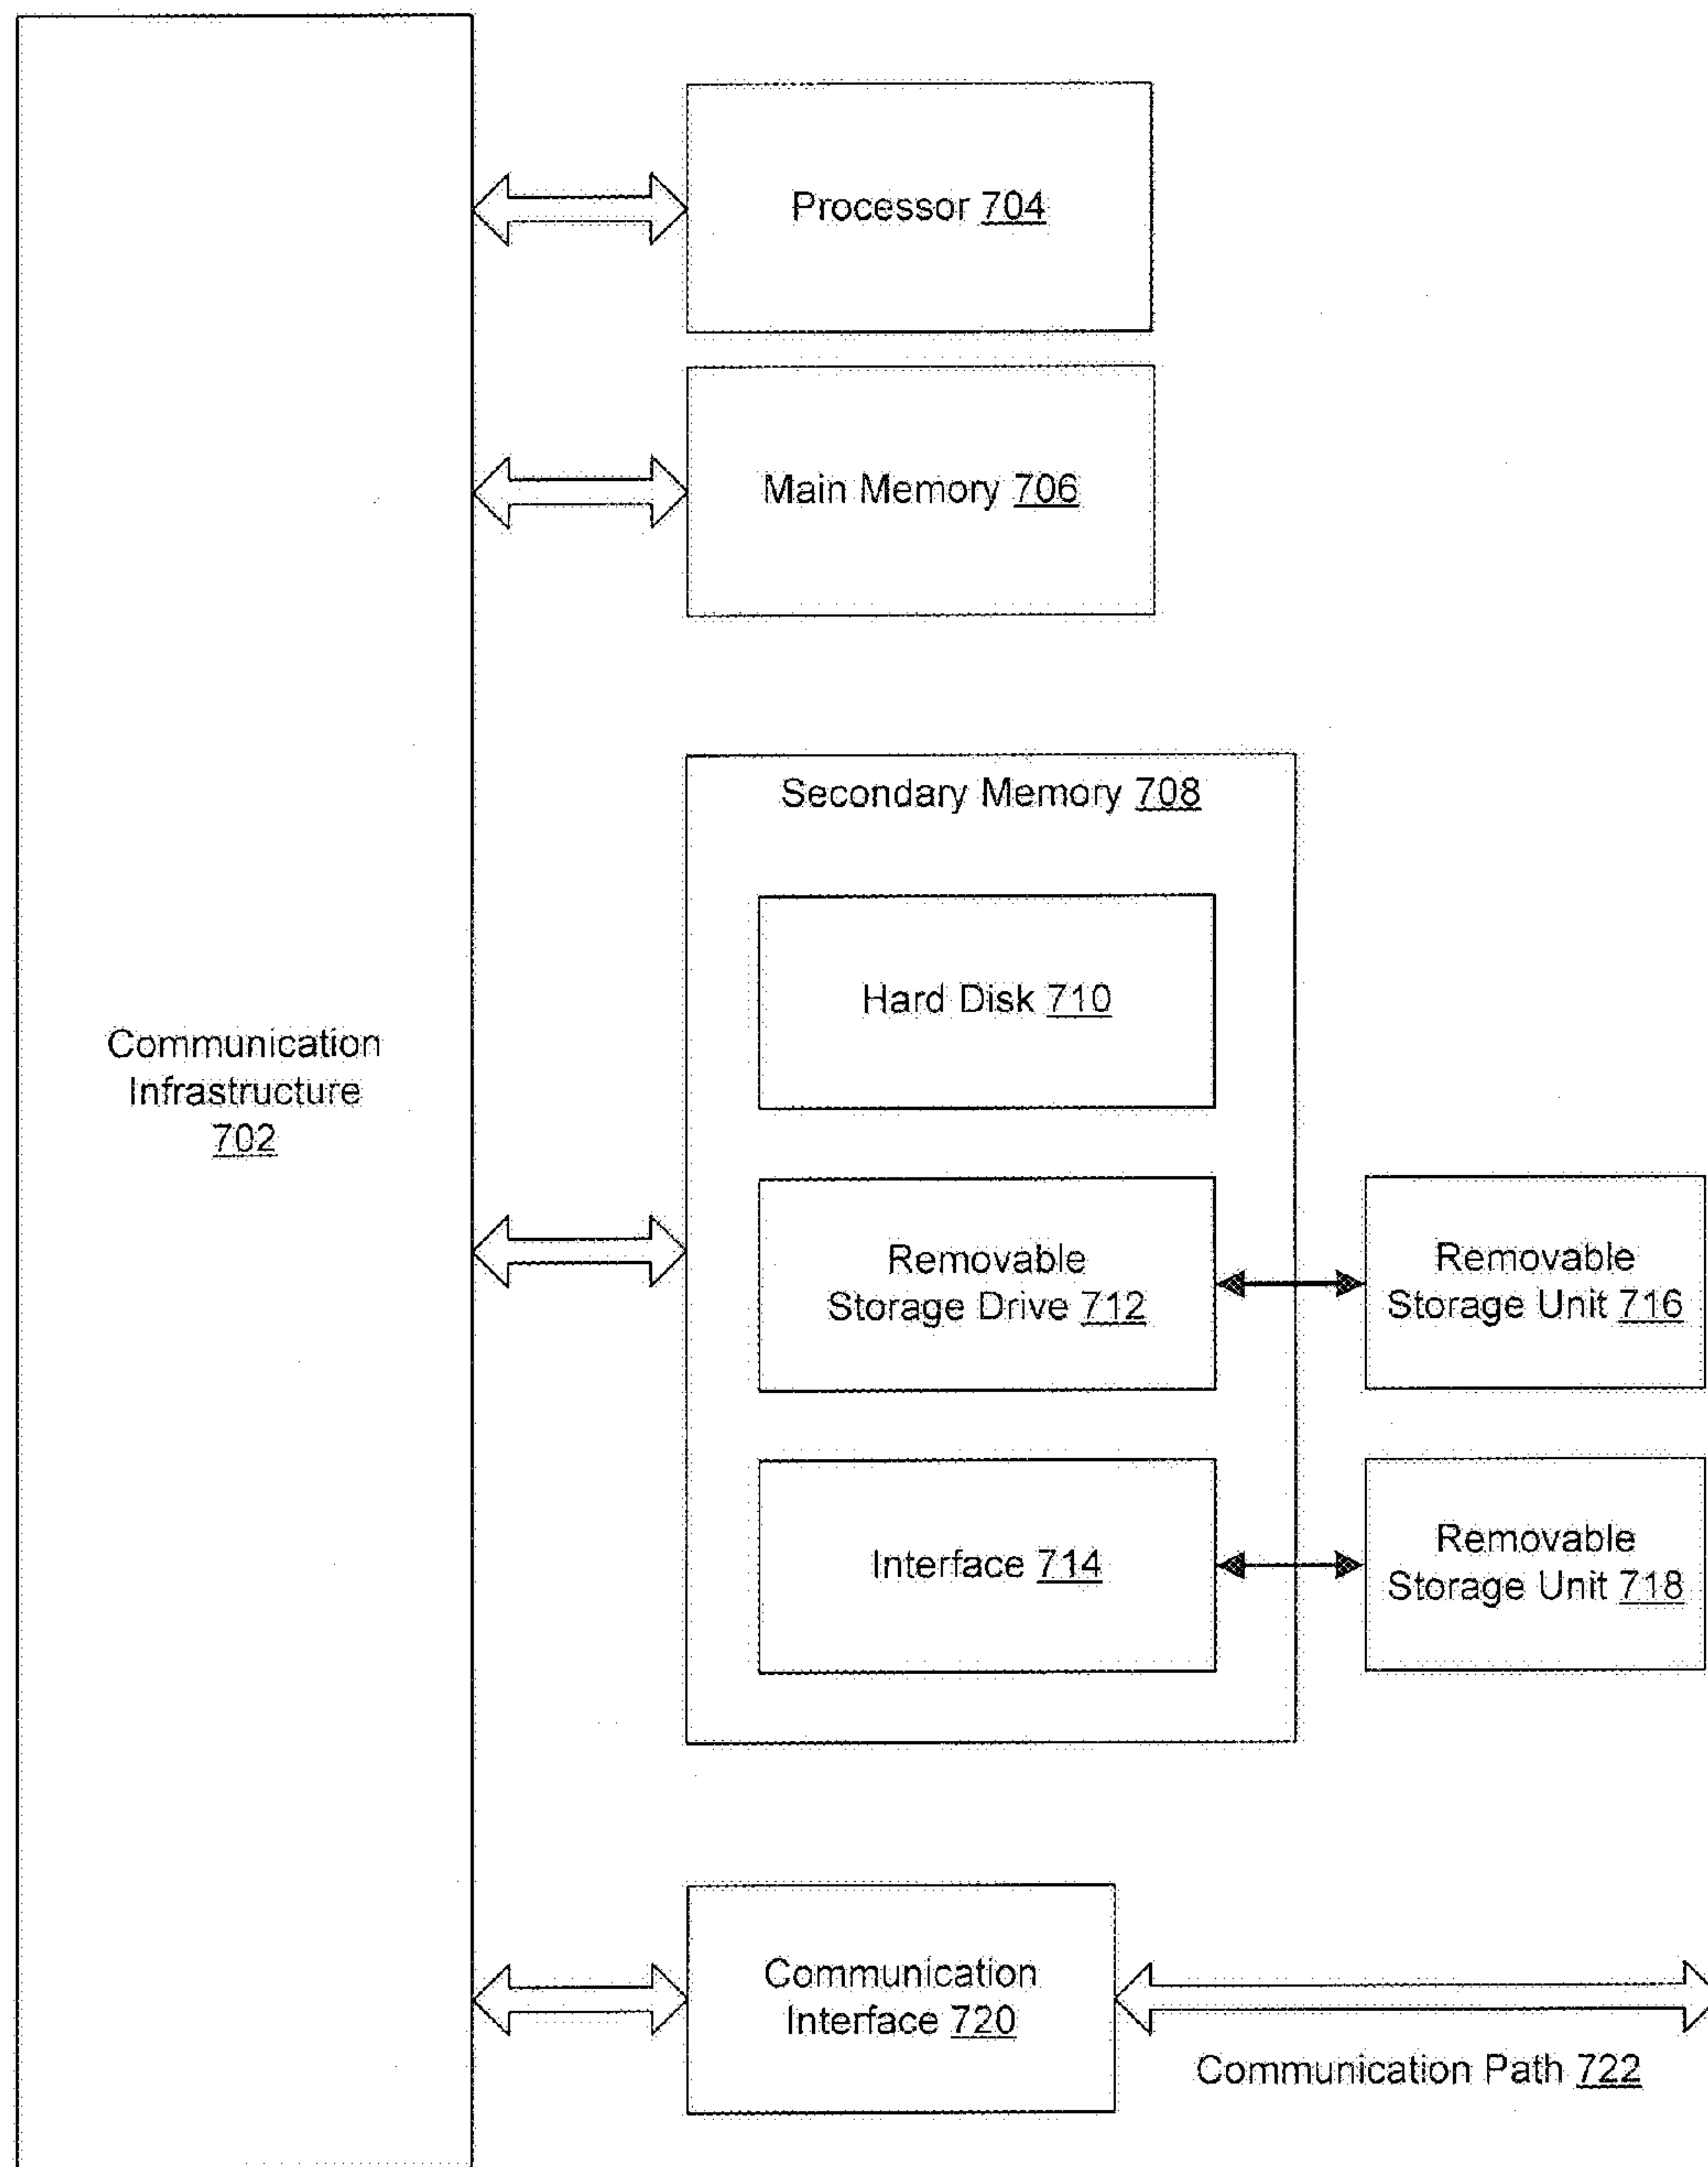 Processor 704
Main Memory 706
Secondary Memory 708
Hard Disk 710
Communication
Infrastructure
702
Removable
Storage Drive 712
Removable
Storage Unit 716
Interface 714
Removable
Storage Unit 718
Communication
Interface 720
Communication Path 722